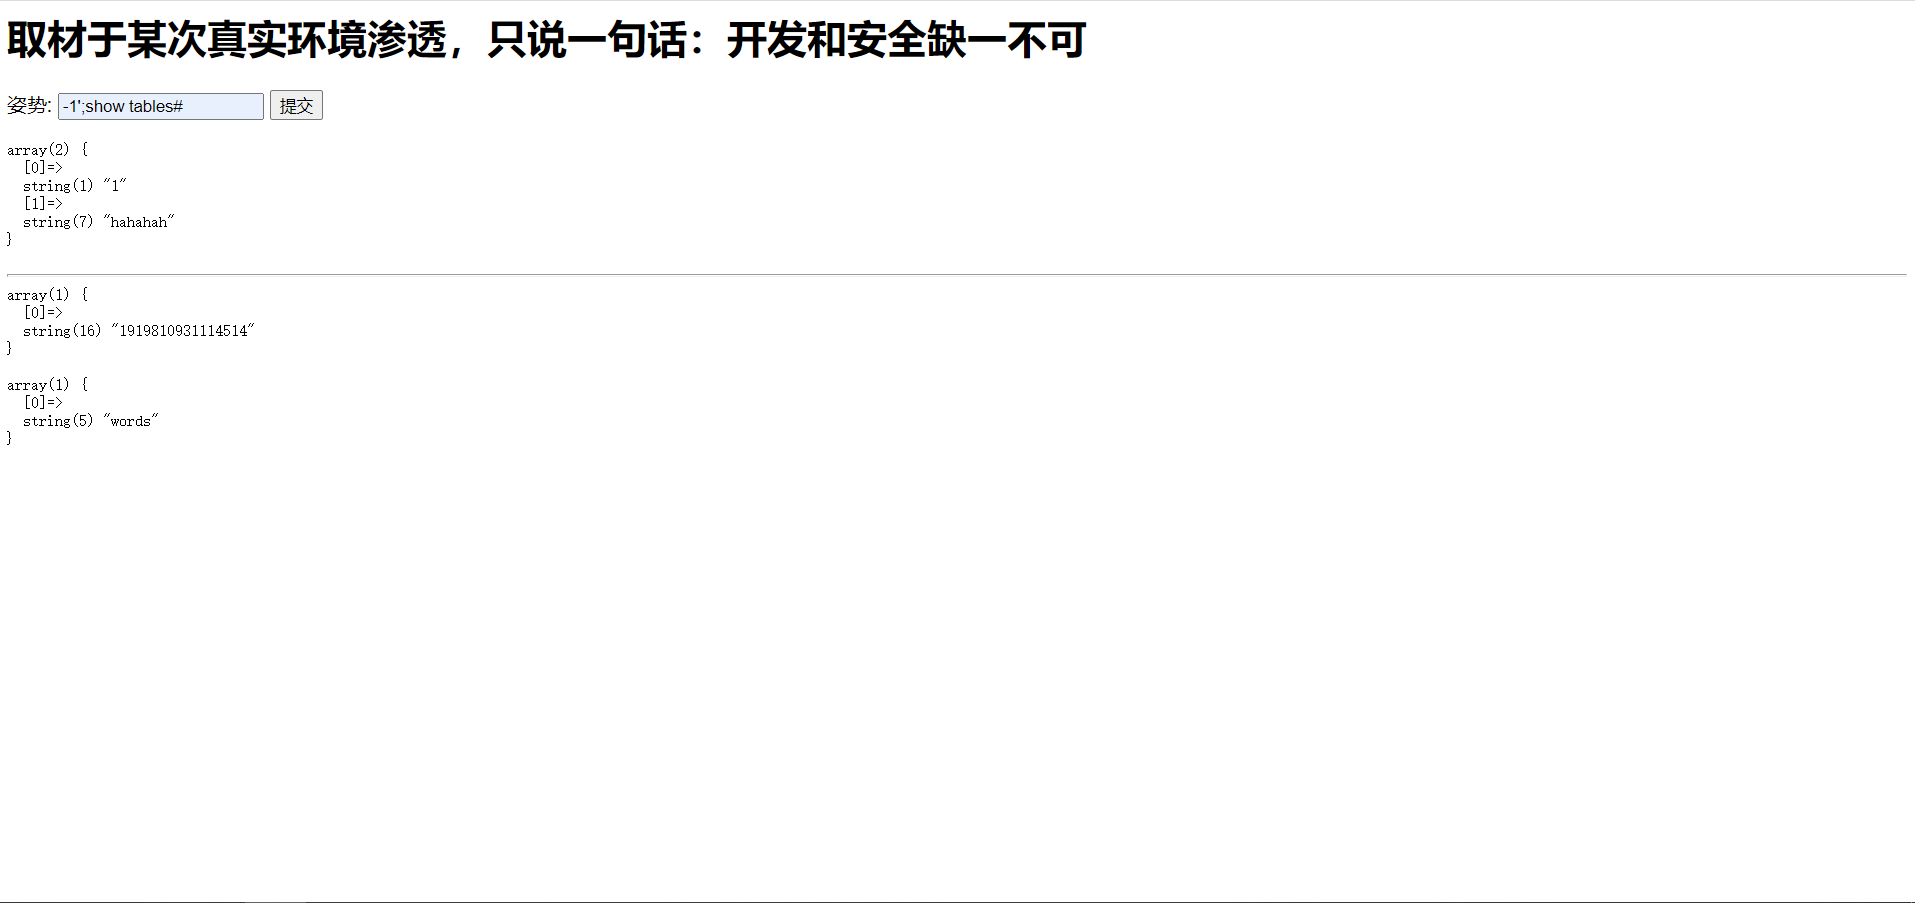 取材于某次真实环境渗透，只说一句话：开发和安全缺一不可
姿势: -1';show tables# 提交
array(2) {
  [0]=>
  string(1) "1"
  [1]=>
  string(7) "hahahah"
}
array(1) {
  [0]=>
  string(16) "1919810931114514"
}
array(1) {
  [0]=>
  string(5) "words"
}